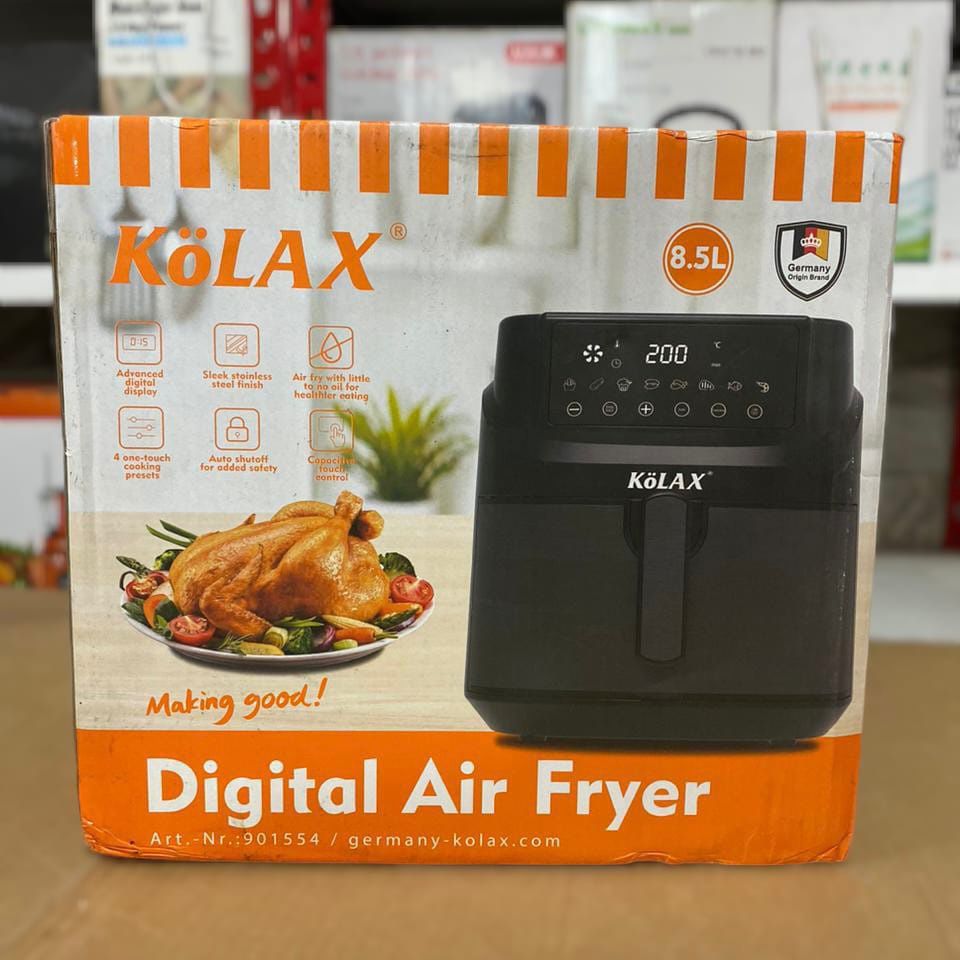 KöLAX®
8.5L
Germany
Origin Brand
0:15
Advanced
digital
display
Sleek stainless
steel finish
Air fry with little
to no oil for
healthier eating
4 one-touch
cooking
presets
Auto shutoff
for added safety
Capacitive
touch
control
200
°C
min
KöLAX
Making good!
Digital Air Fryer
Art.-Nr.:901554 / germany-kolax.com